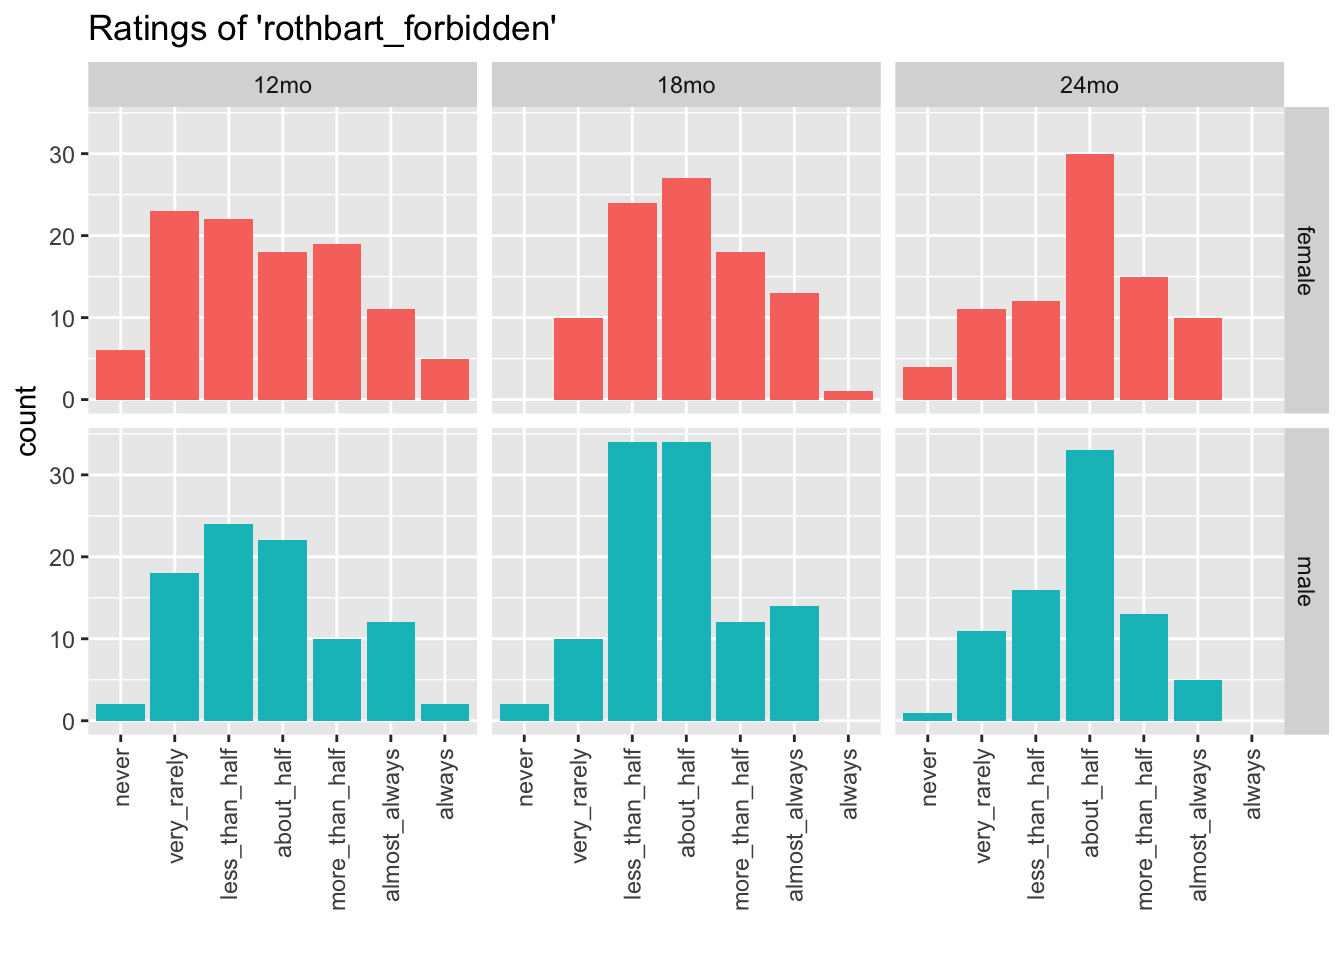 Ratings of 'rothbart_forbidden'
12mo 18mo 24mo
count
30
20
10
0
female
30
20
10
0
male
never very_rarely less_than_half about_half more_than_half almost_always always
never very_rarely less_than_half about_half more_than_half almost_always always
never very_rarely less_than_half about_half more_than_half almost_always always